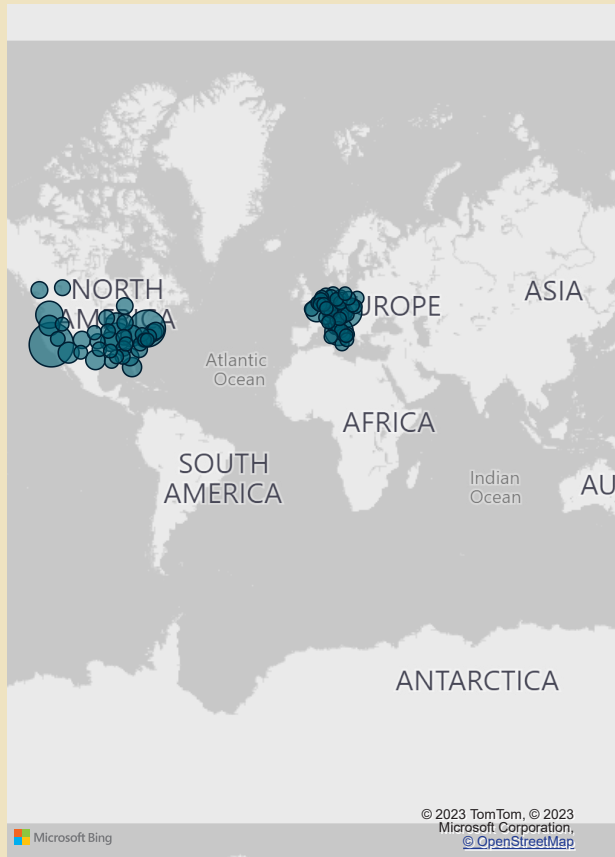 NORTH
AMERICA
EUROPE
ASIA
Atlantic
Ocean
AFRICA
SOUTH
AMERICA
Indian
Ocean
AU
ANTARCTICA
© 2023 TomTom, © 2023
Microsoft Corporation,
© OpenStreetMap
Microsoft Bing